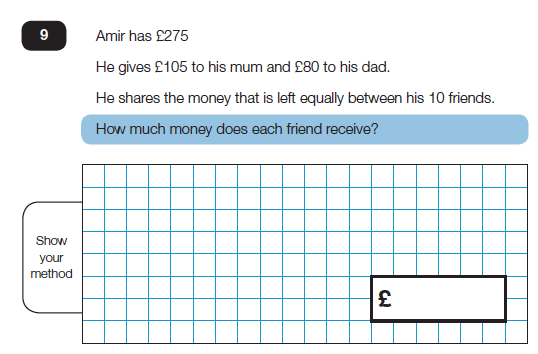 9
Amir has £275
He gives £105 to his mum and £80 to his dad.
He shares the money that is left equally between his 10 friends.
How much money does each friend receive?
Show
your
method
£